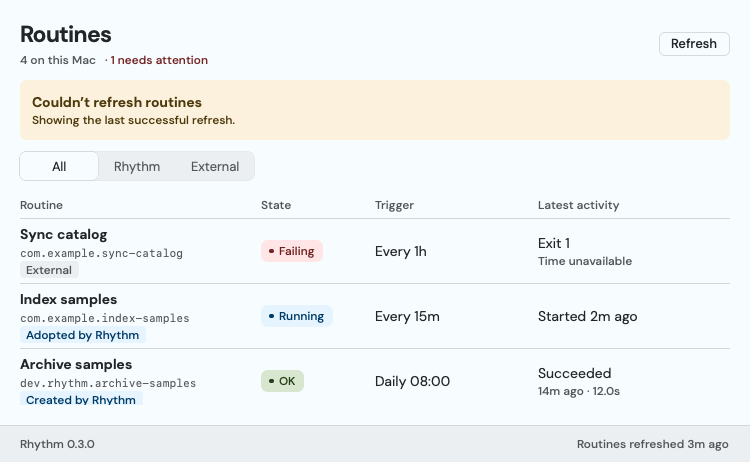 Routines
4 on this Mac · 1 needs attention
Refresh
Couldn’t refresh routines
Showing the last successful refresh.
All Rhythm External
Routine State Trigger Latest activity
Sync catalog
com.example.sync-catalog
External
Failing
Every 1h
Exit 1
Time unavailable
Index samples
com.example.index-samples
Adopted by Rhythm
Running
Every 15m
Started 2m ago
Archive samples
dev.rhythm.archive-samples
Created by Rhythm
OK
Daily 08:00
Succeeded
14m ago · 12.0s
Rhythm 0.3.0
Routines refreshed 3m ago